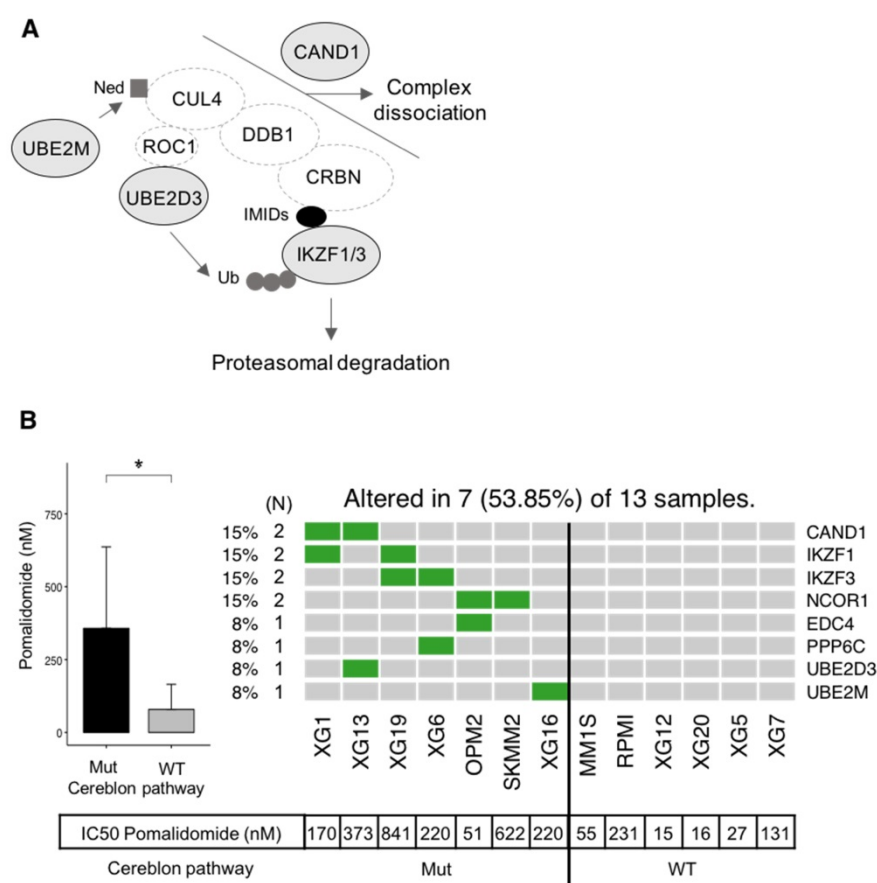 A
CAND1
Ned
CUL4
Complex
dissociation
UBE2M
ROC1
DDB1
CRBN
UBE2D3
IMIDs
IKZF1/3
Ub
Proteasomal degradation
B
*
Pomalidomide (nM)
750
500
250
0
Mut WT
Cereblon pathway
(N) Altered in 7 (53.85%) of 13 samples.
15% 2 CAND1
15% 2 IKZF1
15% 2 IKZF3
15% 2 NCOR1
8% 1 EDC4
8% 1 PPP6C
8% 1 UBE2D3
8% 1 UBE2M
XG1 XG13 XG19 XG6 OPM2 SKMM2 XG16 MM1S RPMI XG12 XG20 XG5 XG7
IC50 Pomalidomide (nM) 170 373 841 220 51 622 220 55 231 15 16 27 131
Cereblon pathway Mut WT